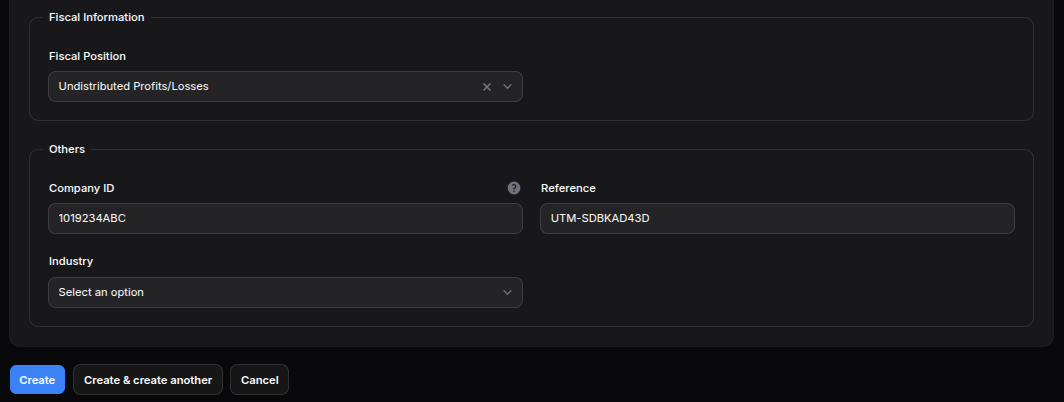 Fiscal Information
Fiscal Position
Undistributed Profits/Losses
Others
Company ID ? Reference
1019234ABC UTM-SDBKAD43D
Industry
Select an option
Create Create & create another Cancel